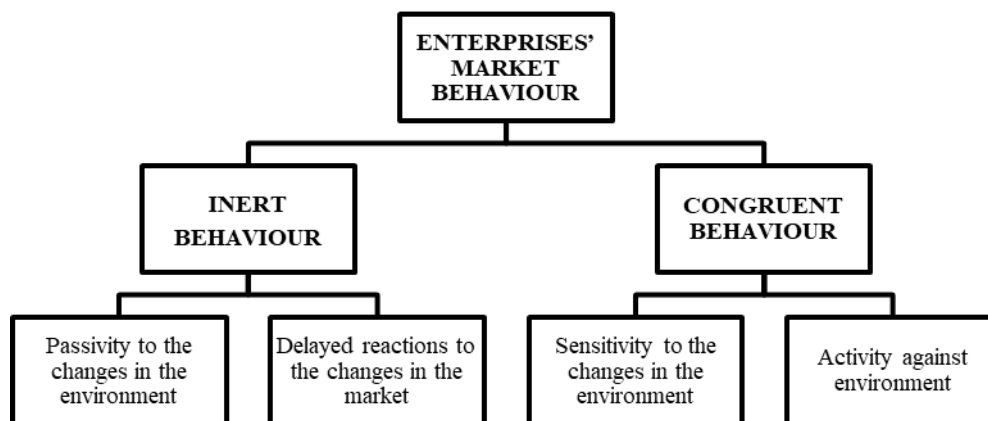 ENTERPRISES’
MARKET
BEHAVIOUR
INERT
BEHAVIOUR
CONGRUENT
BEHAVIOUR
Passivity to the
changes in the
environment
Delayed reactions to
the changes in the
market
Sensitivity to the
changes in the
environment
Activity against
environment